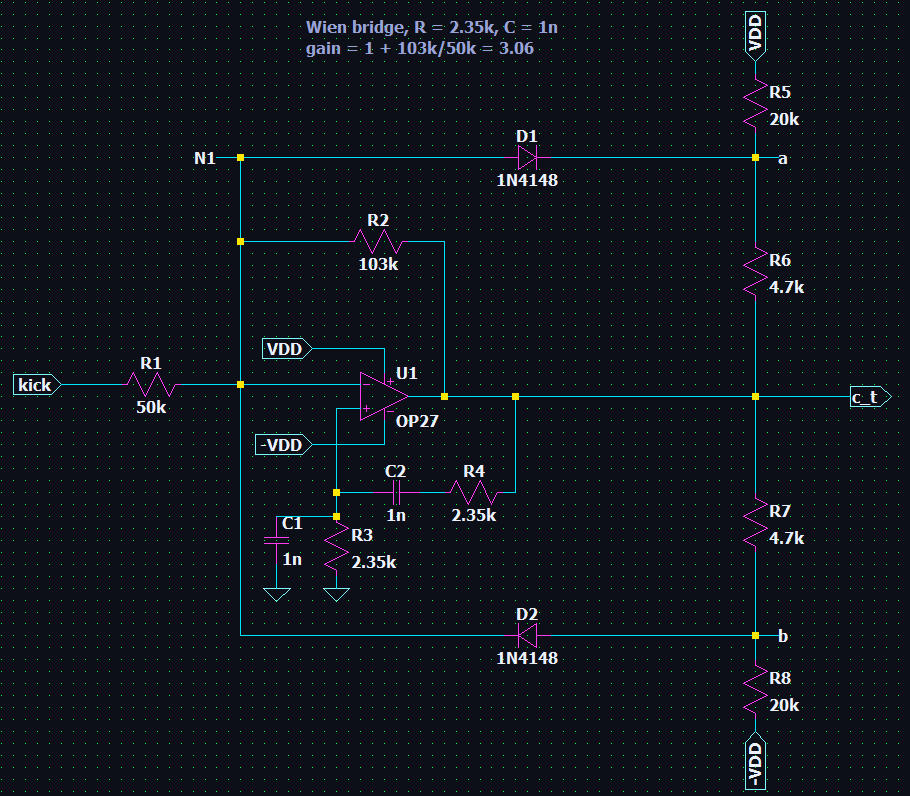 Wien bridge, R = 2.35k, C = 1n
gain = 1 + 103k/50k = 3.06
VDD
R5
20k
D1
N1
a
1N4148
R2
103k
R6
4.7k
VDD
R1
U1
kick
50k
c_t
OP27
-VDD
C2
R4
1n
2.35k
R7
4.7k
C1
R3
1n
2.35k
D2
b
1N4148
R8
20k
-VDD